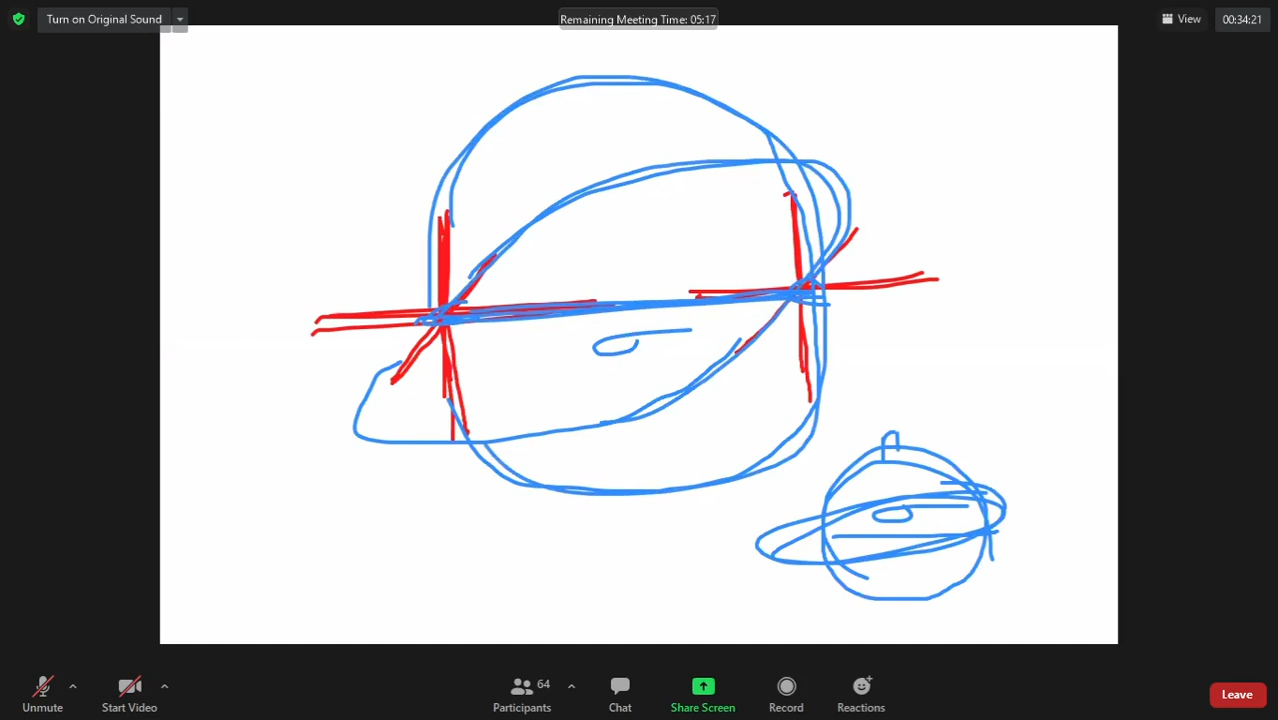 Turn on Original Sound
Remaining Meeting Time: 05:17
View
00:34:21
Unmute
Start Video
64
Participants
Chat
Share Screen
Record
Reactions
Leave